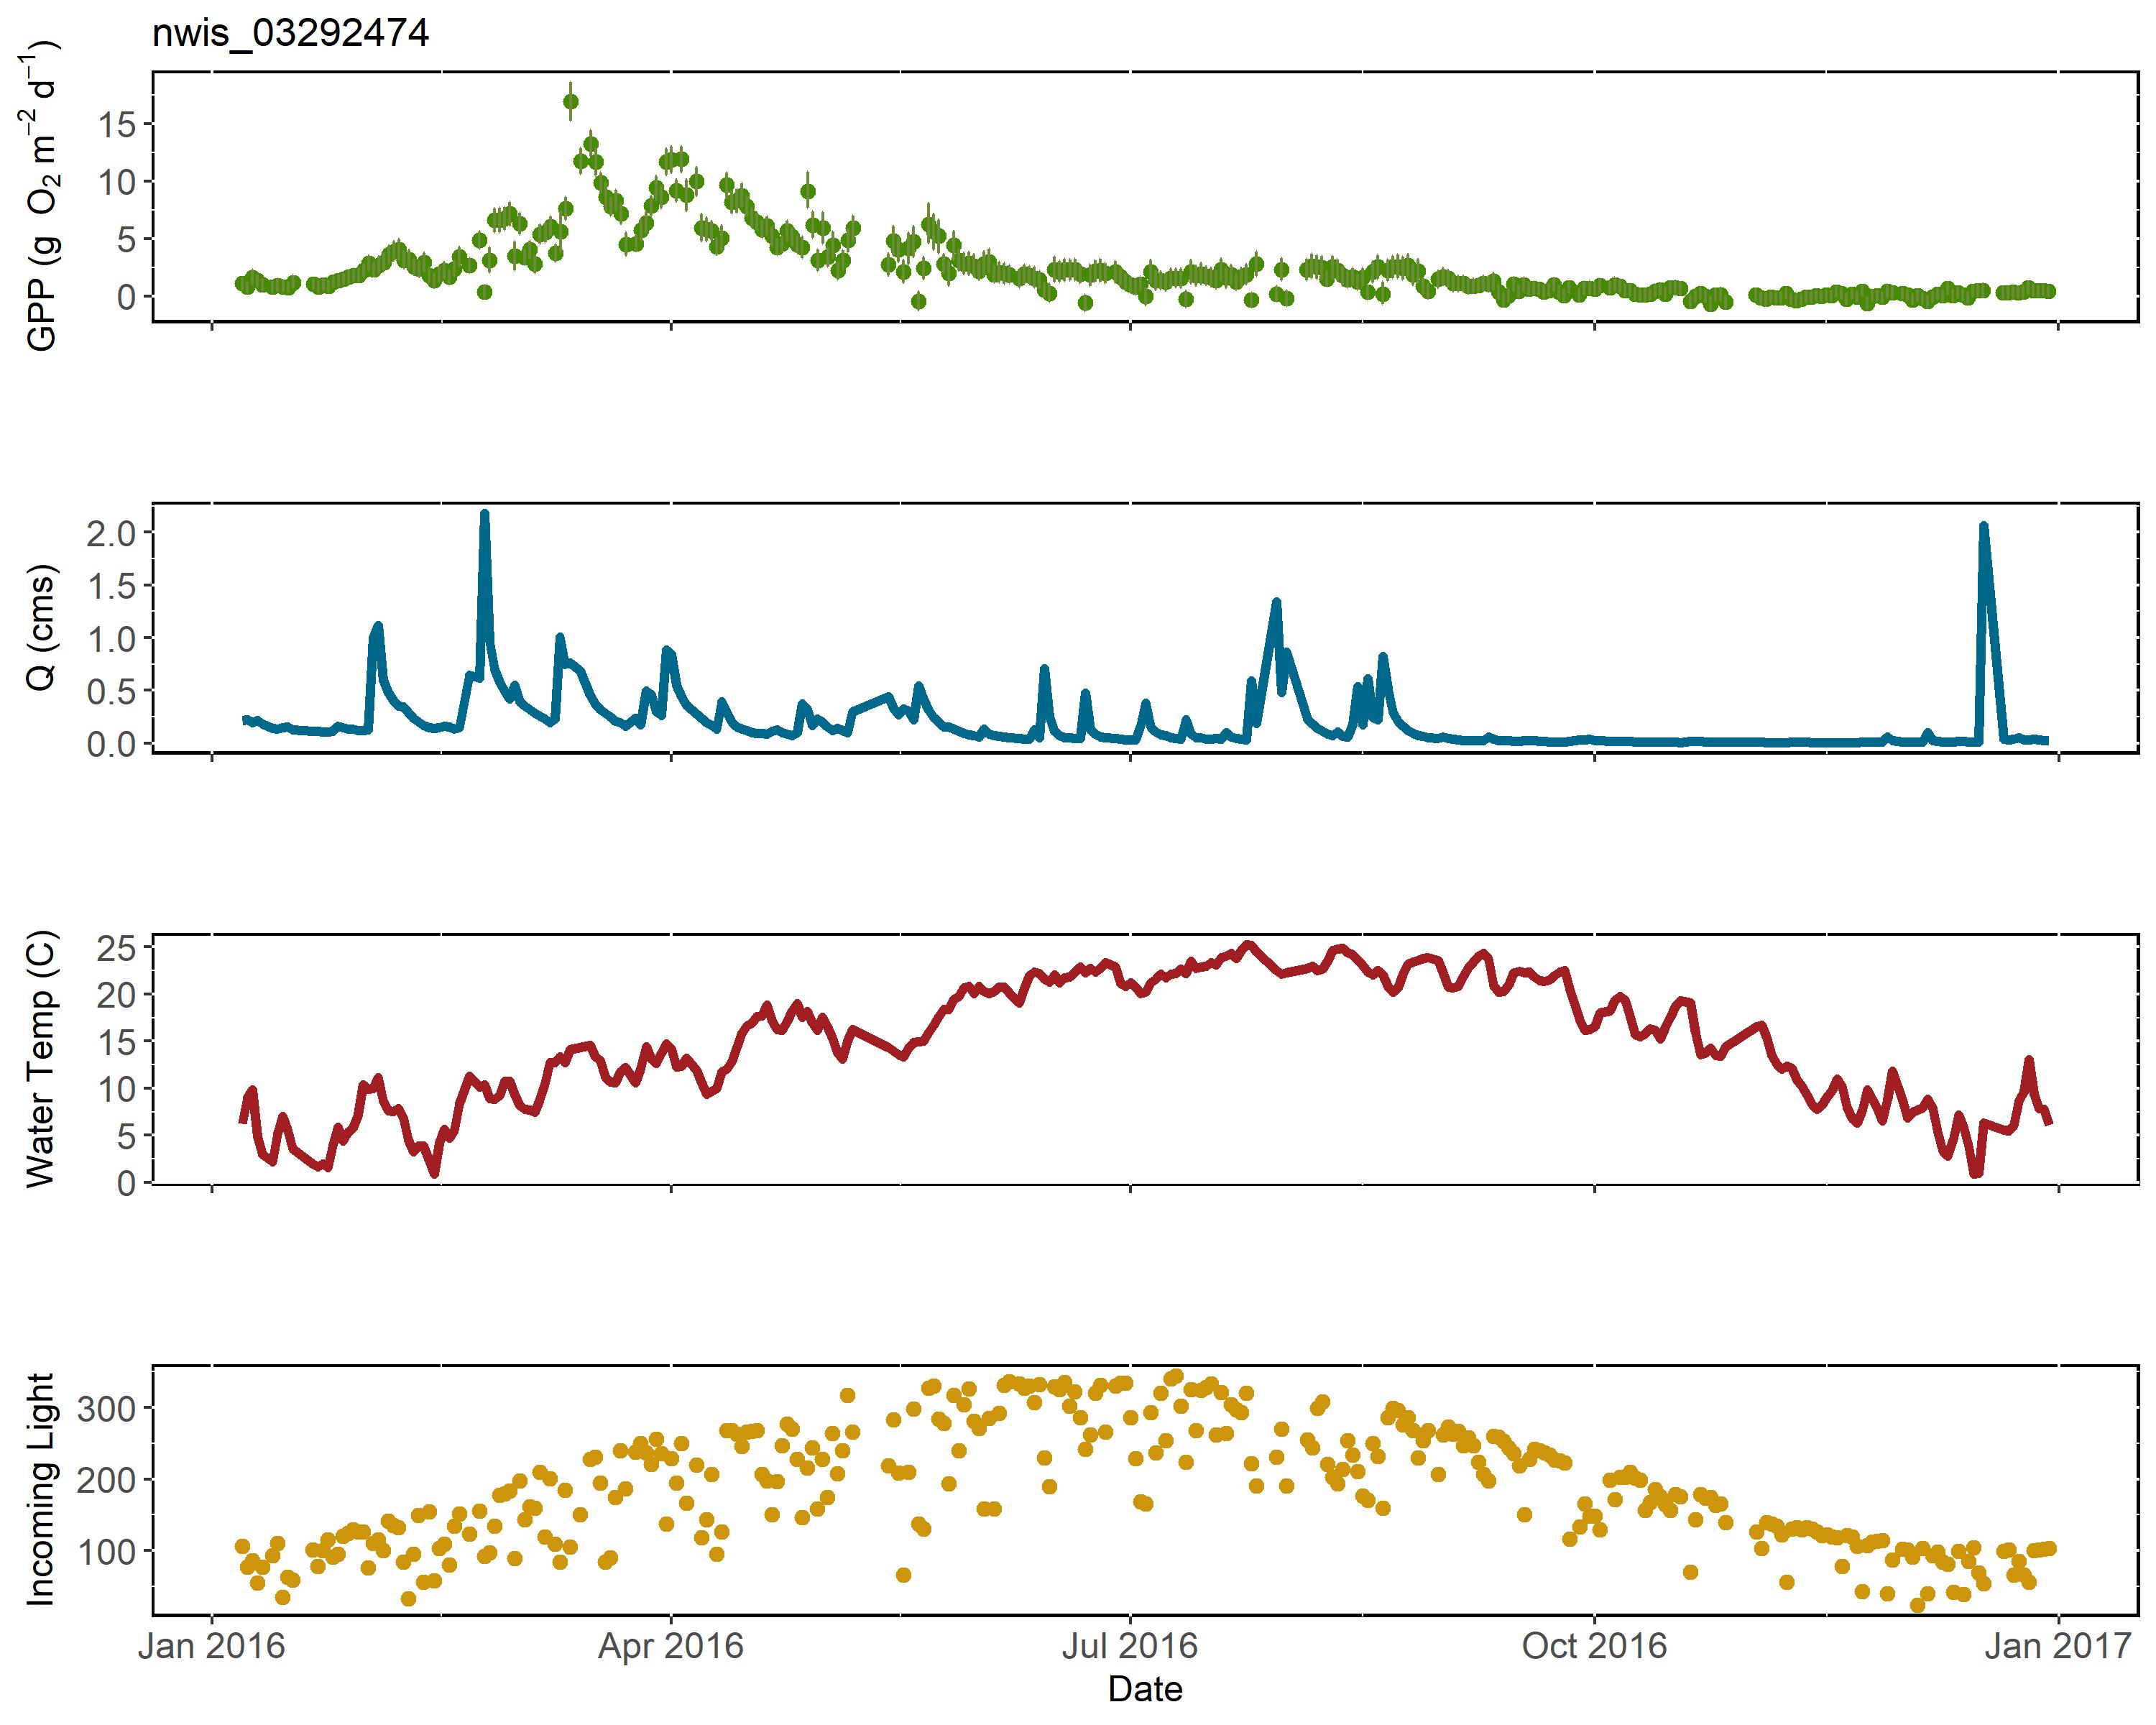 nwis_03292474
GPP (g O₂ m⁻² d⁻¹)
15
10
5
0
Q (cms)
2.0
1.5
1.0
0.5
0.0
Water Temp (C)
25
20
15
10
5
0
Incoming Light
300
200
100
Jan 2016 Apr 2016 Jul 2016 Oct 2016 Jan 2017
Date